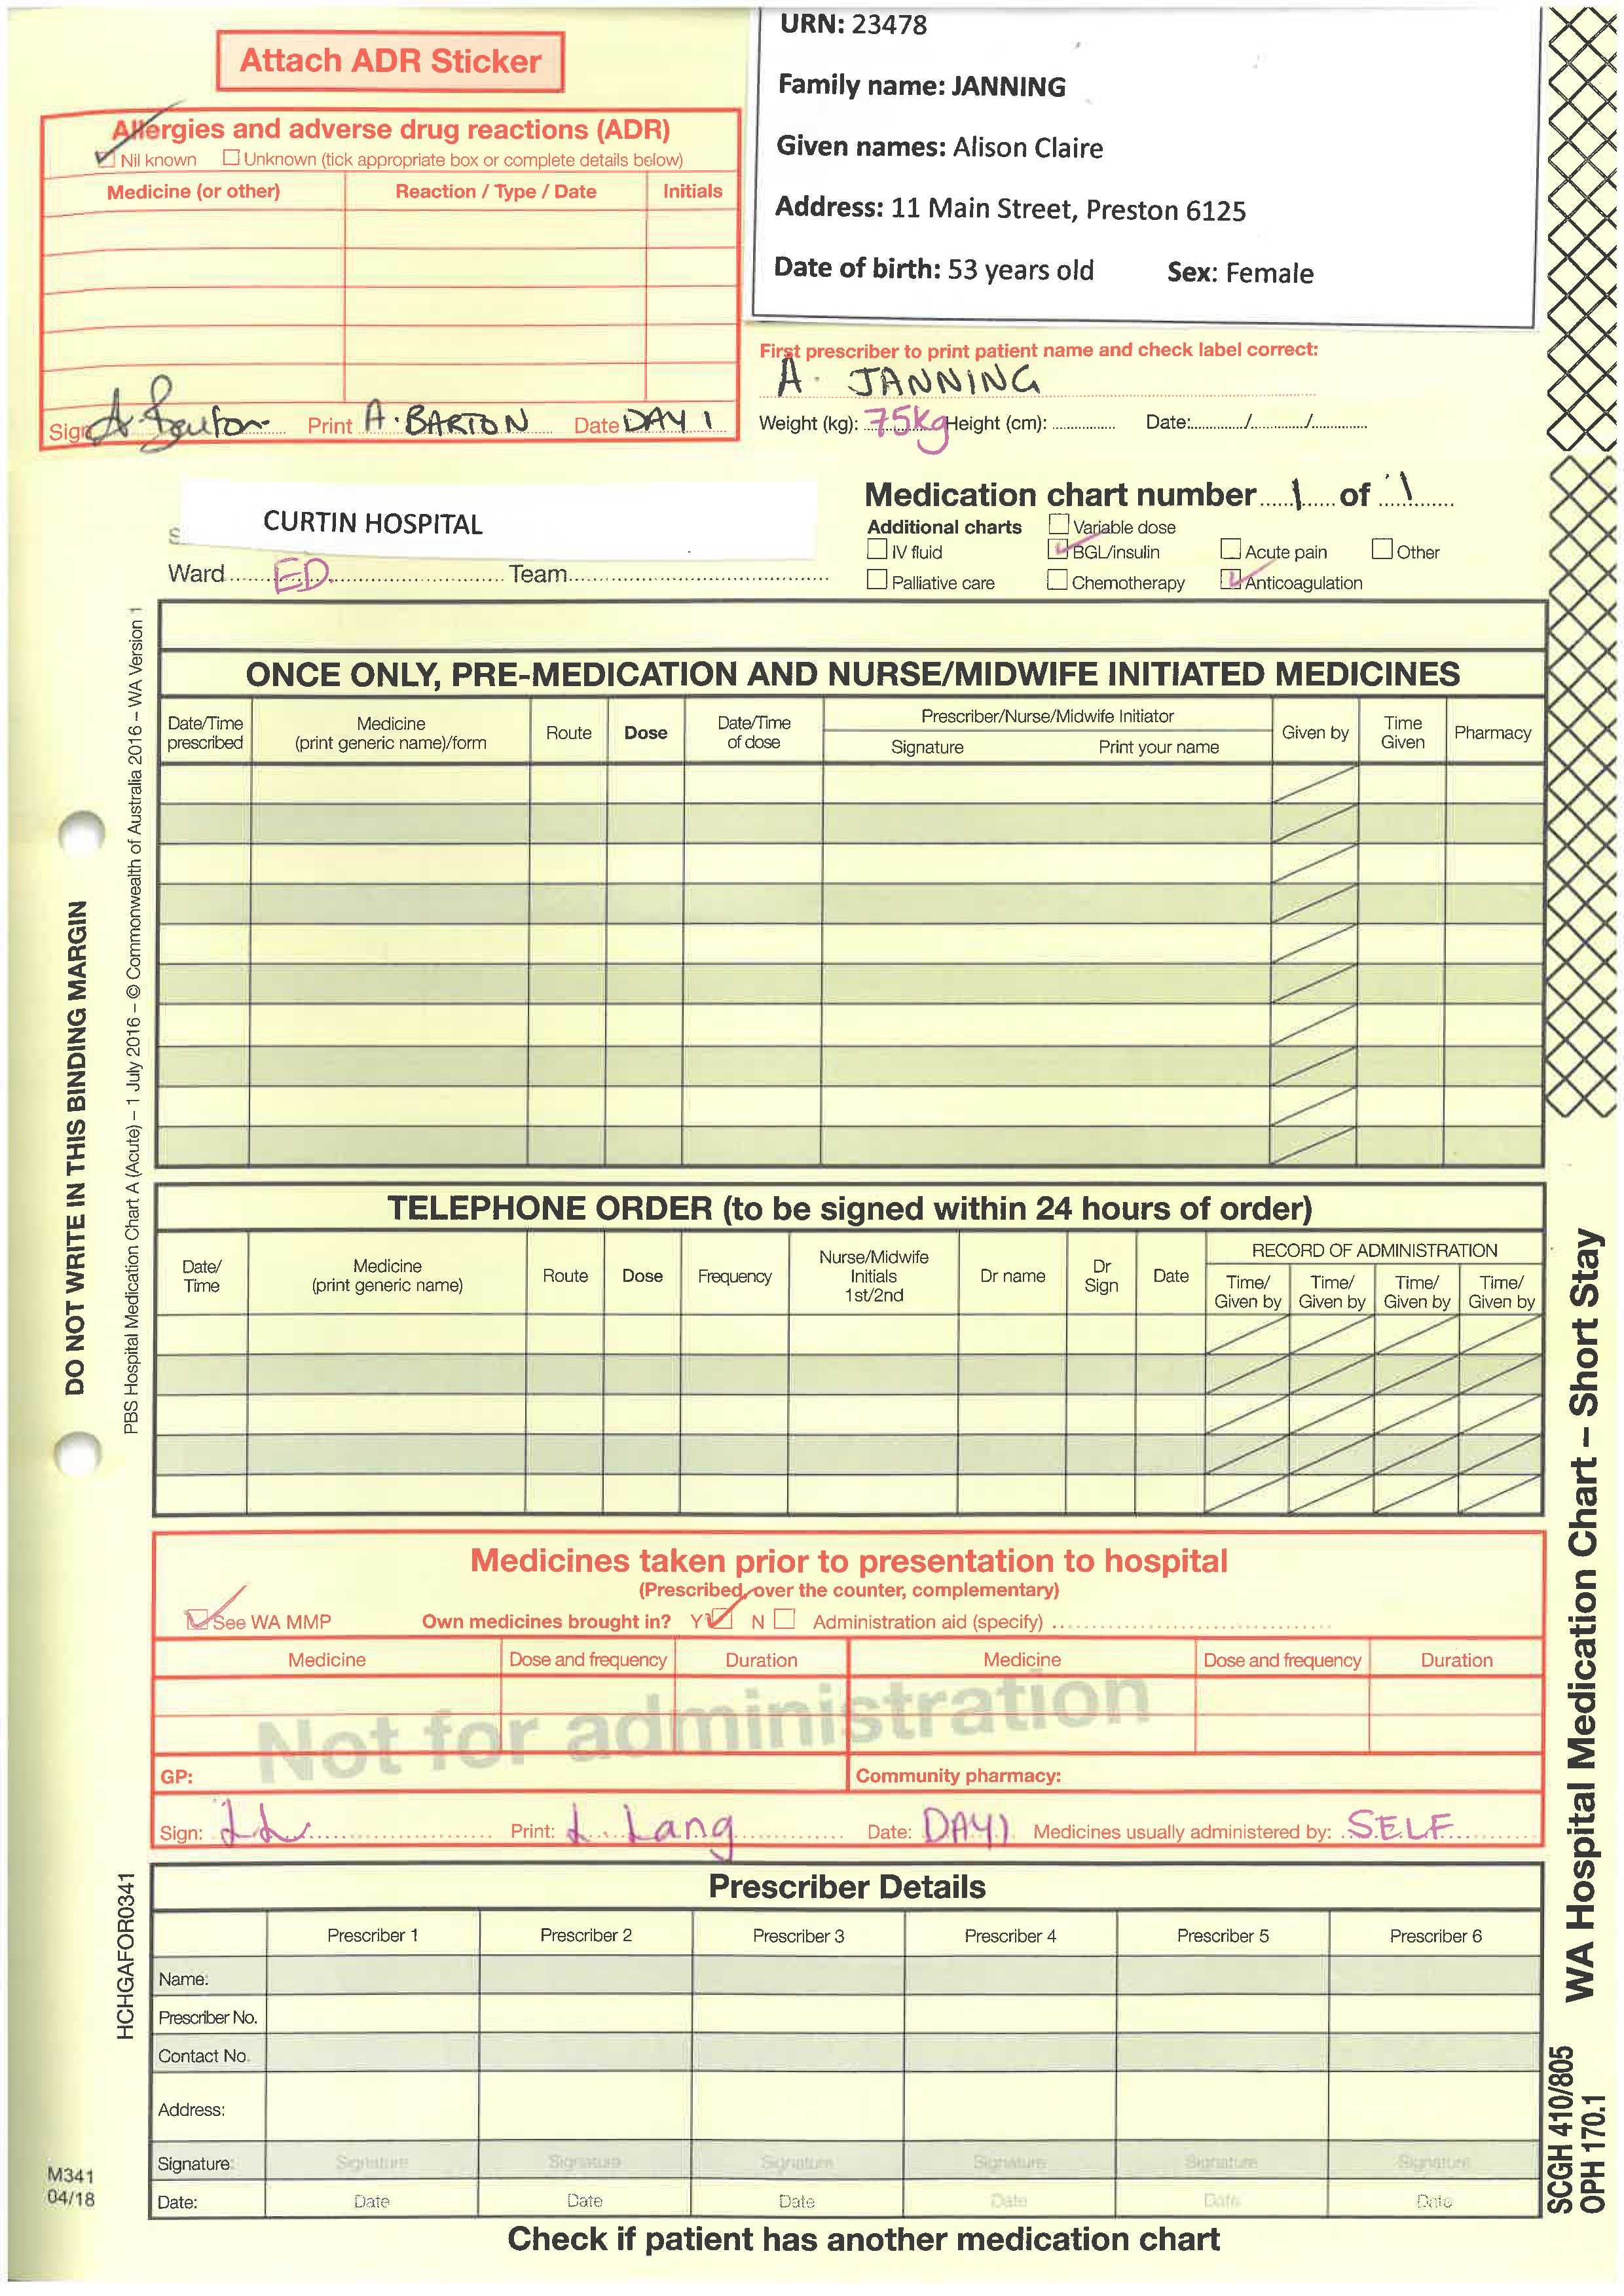 Attach ADR Sticker
Allergies and adverse drug reactions (ADR)
Nil known Unknown (tick appropriate box or complete details below)
Medicine (or other) Reaction / Type / Date Initials
Sign A. Barton Print A. BARTON Date DAY 1
URN: 23478
Family name: JANNING
Given names: Alison Claire
Address: 11 Main Street, Preston 6125
Date of birth: 53 years old Sex: Female
First prescriber to print patient name and check label correct:
A. JANNING
Weight (kg): 75kg Height (cm): Date: / /
CURTIN HOSPITAL
Ward ED Team
Medication chart number 1 of 1
Additional charts Variable dose
IV fluid BGL/insulin Acute pain Other
Palliative care Chemotherapy Anticoagulation
ONCE ONLY, PRE-MEDICATION AND NURSE/MIDWIFE INITIATED MEDICINES
Date/Time prescribed Medicine (print generic name)/form Route Dose Date/Time of dose Prescriber/Nurse/Midwife Initiator Signature Print your name Given by Time Given Pharmacy
TELEPHONE ORDER (to be signed within 24 hours of order)
Date/ Time Medicine (print generic name) Route Dose Frequency Nurse/Midwife Initials 1st/2nd Dr name Dr Sign Date RECORD OF ADMINISTRATION
Time/ Given by Time/ Given by Time/ Given by Time/ Given by
Medicines taken prior to presentation to hospital
(Prescribed, over the counter, complementary)
See WA MMP Own medicines brought in? Y N Administration aid (specify)
Medicine Dose and frequency Duration Medicine Dose and frequency Duration
Not for administration
GP: Community pharmacy:
Sign: LL Print: L. Lang Date: DAY 1 Medicines usually administered by: SELF
Prescriber Details
Prescriber 1 Prescriber 2 Prescriber 3 Prescriber 4 Prescriber 5 Prescriber 6
Name:
Prescriber No.
Contact No.
Address:
Signature: Signature Signature Signature Signature Signature Signature
Date: Date Date Date Date Date Date
Check if patient has another medication chart
DO NOT WRITE IN THIS BINDING MARGIN
PBS Hospital Medication Chart A (Acute) – 1 July 2016 – © Commonwealth of Australia 2016 – WA Version 1
HCHGAFOR0341
M341
04/18
WA Hospital Medication Chart – Short Stay
SCGH 410/805
OPH 170.1